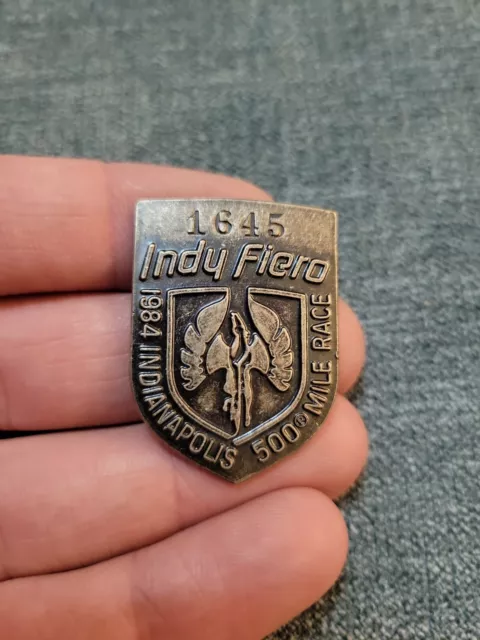 1645
Indy Fiero
1984 INDIANAPOLIS 500® MILE RACE